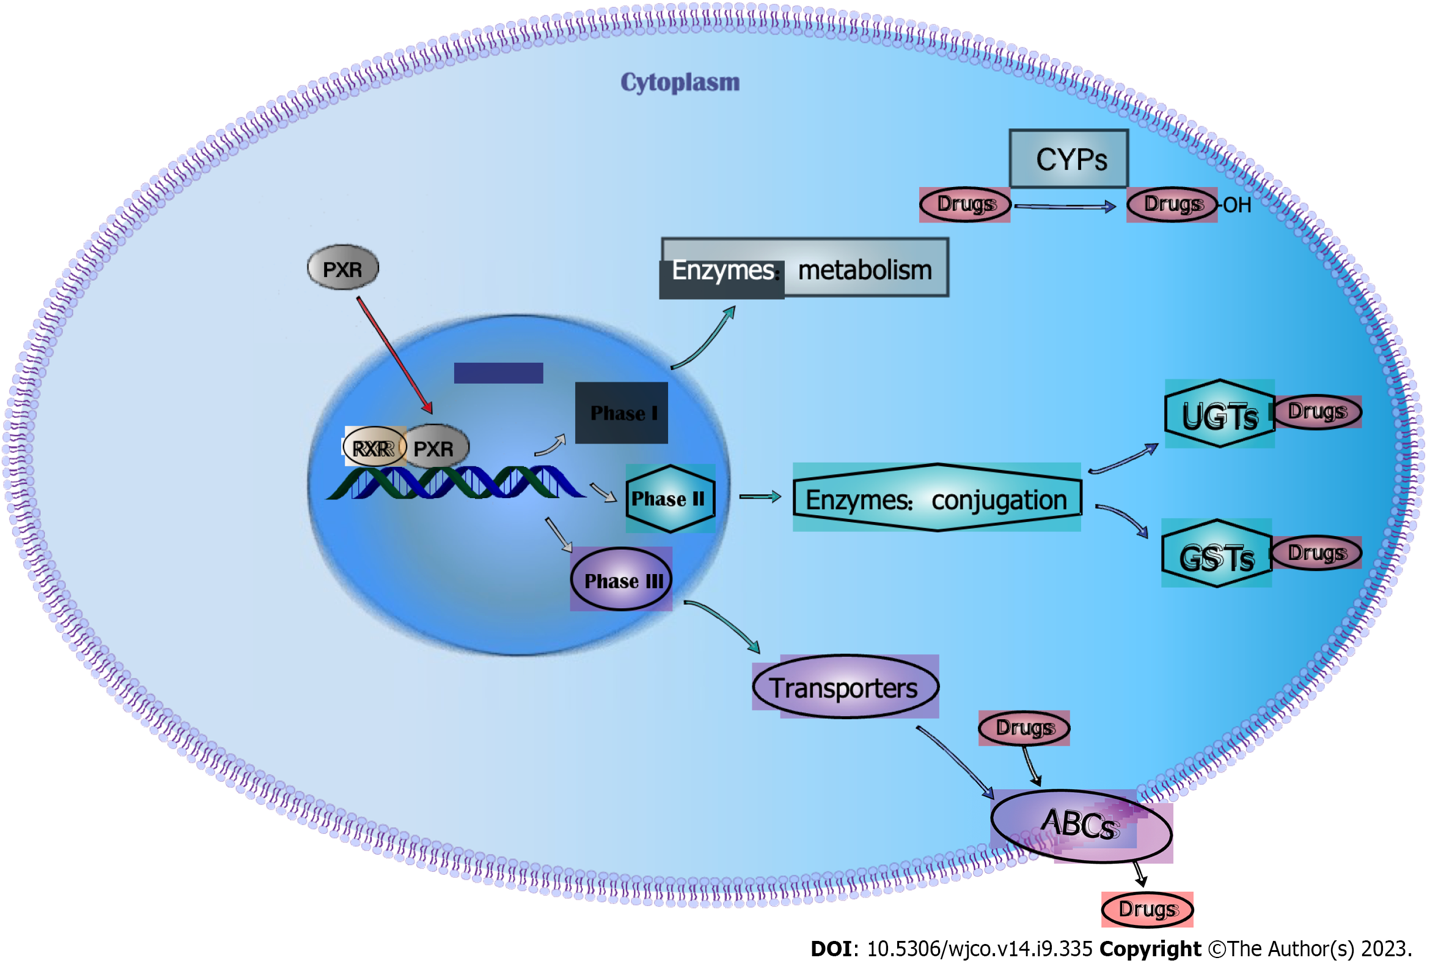 Cytoplasm
CYPs
Drugs
Drugs
-OH
PXR
Enzymes: metabolism
Phase I
RXR
PXR
UGTs
Drugs
Phase II
Enzymes: conjugation
GSTs
Drugs
Phase III
Transporters
Drugs
ABCs
Drugs
DOI: 10.5306/wjco.v14.i9.335 Copyright ©The Author(s) 2023.